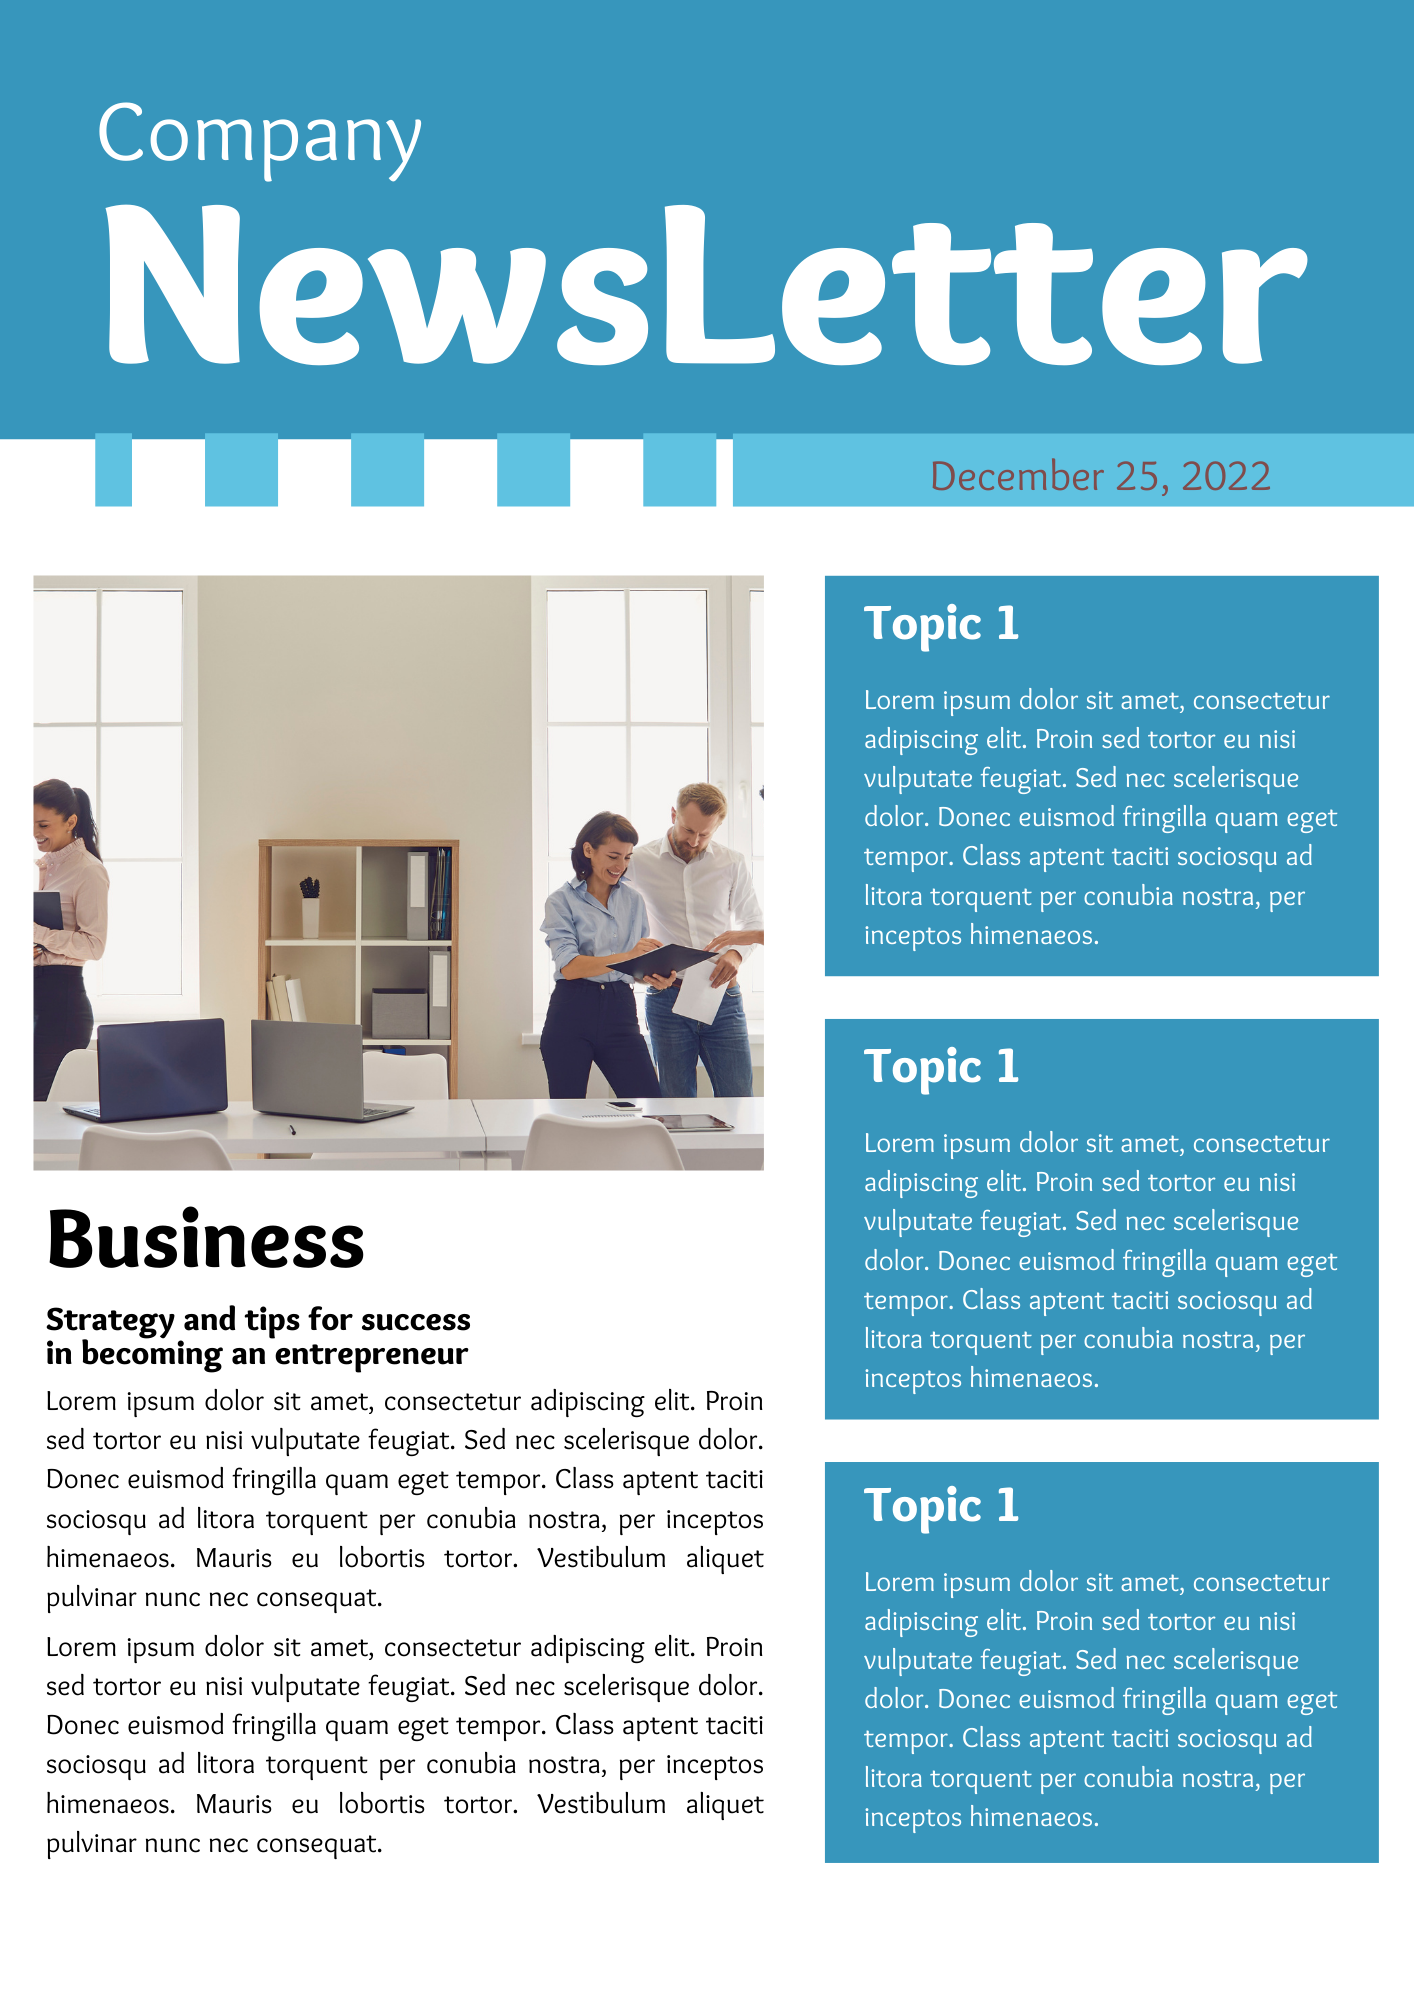 Company
NewsLetter
December 25, 2022
Business
Strategy and tips for success
in becoming an entrepreneur
Lorem ipsum dolor sit amet, consectetur adipiscing elit. Proin
sed tortor eu nisi vulputate feugiat. Sed nec scelerisque dolor.
Donec euismod fringilla quam eget tempor. Class aptent taciti
sociosqu ad litora torquent per conubia nostra, per inceptos
himenaeos. Mauris eu lobortis tortor. Vestibulum aliquet
pulvinar nunc nec consequat.
Lorem ipsum dolor sit amet, consectetur adipiscing elit. Proin
sed tortor eu nisi vulputate feugiat. Sed nec scelerisque dolor.
Donec euismod fringilla quam eget tempor. Class aptent taciti
sociosqu ad litora torquent per conubia nostra, per inceptos
himenaeos. Mauris eu lobortis tortor. Vestibulum aliquet
pulvinar nunc nec consequat.
Topic 1
Lorem ipsum dolor sit amet, consectetur
adipiscing elit. Proin sed tortor eu nisi
vulputate feugiat. Sed nec scelerisque
dolor. Donec euismod fringilla quam eget
tempor. Class aptent taciti sociosqu ad
litora torquent per conubia nostra, per
inceptos himenaeos.
Topic 1
Lorem ipsum dolor sit amet, consectetur
adipiscing elit. Proin sed tortor eu nisi
vulputate feugiat. Sed nec scelerisque
dolor. Donec euismod fringilla quam eget
tempor. Class aptent taciti sociosqu ad
litora torquent per conubia nostra, per
inceptos himenaeos.
Topic 1
Lorem ipsum dolor sit amet, consectetur
adipiscing elit. Proin sed tortor eu nisi
vulputate feugiat. Sed nec scelerisque
dolor. Donec euismod fringilla quam eget
tempor. Class aptent taciti sociosqu ad
litora torquent per conubia nostra, per
inceptos himenaeos.